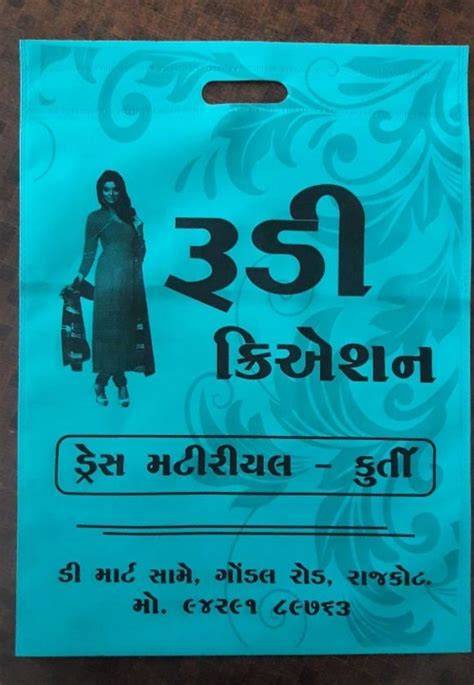 રૂડી
ક્રિએશન
ડ્રેસ મટીરીયલ - કુર્તી
ડી માર્ટ સામે, ગોંડલ રોડ, રાજકોટ.
મો. ૯૪૨૯૧ ૮૯૭૬૩